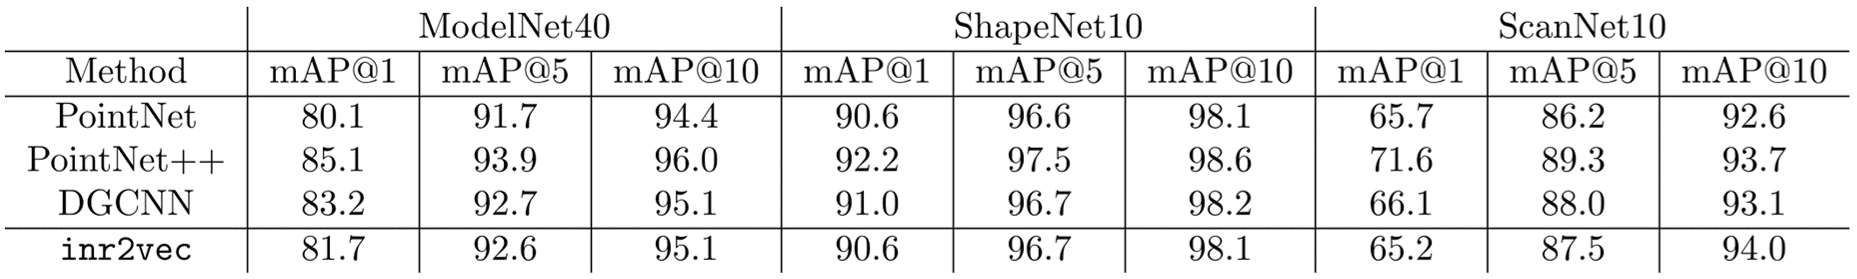 ModelNet40 ShapeNet10 ScanNet10
Method mAP@1 mAP@5 mAP@10 mAP@1 mAP@5 mAP@10 mAP@1 mAP@5 mAP@10
PointNet 80.1 91.7 94.4 90.6 96.6 98.1 65.7 86.2 92.6
PointNet++ 85.1 93.9 96.0 92.2 97.5 98.6 71.6 89.3 93.7
DGCNN 83.2 92.7 95.1 91.0 96.7 98.2 66.1 88.0 93.1
inr2vec 81.7 92.6 95.1 90.6 96.7 98.1 65.2 87.5 94.0